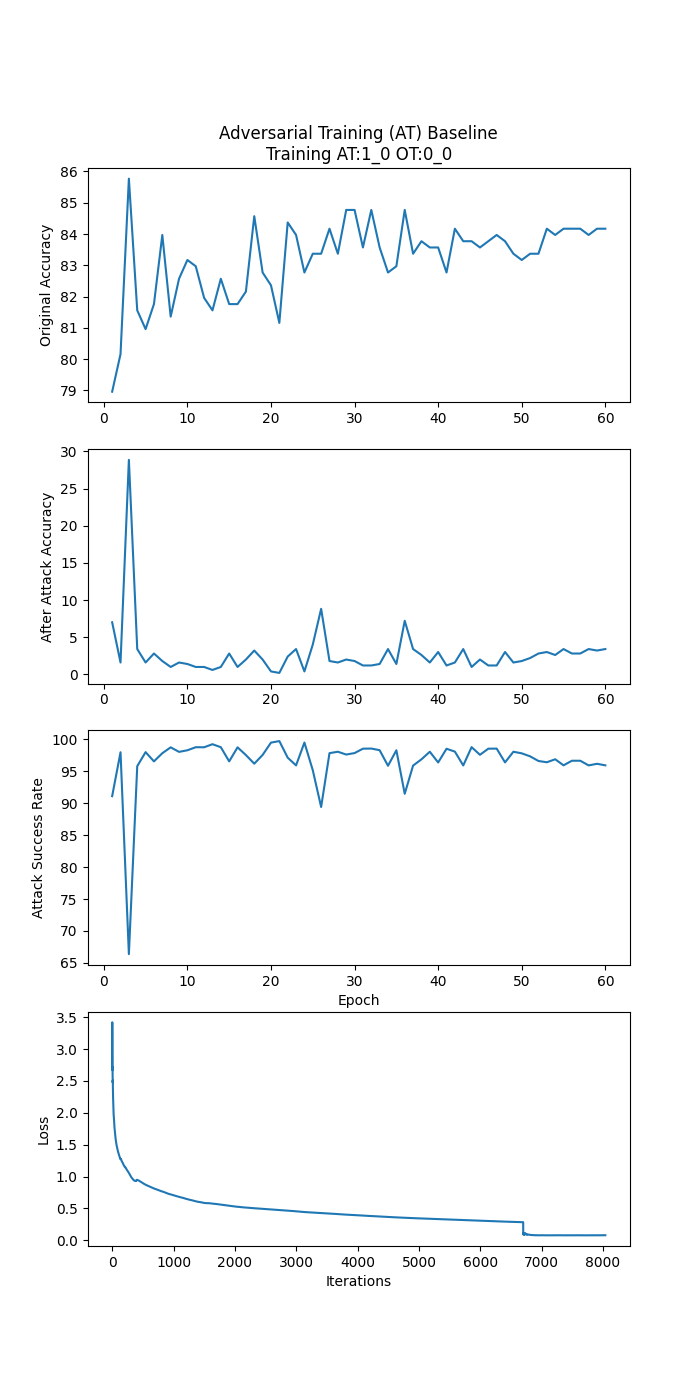 Adversarial Training (AT) Baseline
Training AT:1_0 OT:0_0
Original Accuracy
86
85
84
83
82
81
80
79
0 10 20 30 40 50 60
After Attack Accuracy
30
25
20
15
10
5
0
0 10 20 30 40 50 60
Attack Success Rate
100
95
90
85
80
75
70
65
0 10 20 30 40 50 60
Epoch
Loss
3.5
3.0
2.5
2.0
1.5
1.0
0.5
0.0
0 1000 2000 3000 4000 5000 6000 7000 8000
Iterations